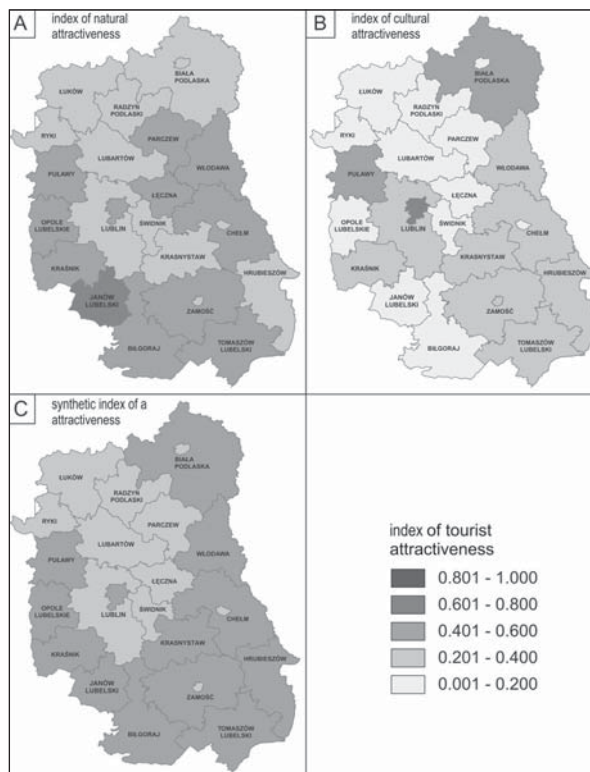 A
index of natural
attractiveness
BIAŁA
PODLASKA
ŁUKÓW
RADZYN
PODLASKI
RYKI
PARCZEW
LUBARTÓW
WŁODAWA
PUŁAWY
ŁĘCZNA
OPOLE
LUBELSKIE
LUBLIN
ŚWIDNIK
CHEŁM
KRASNYSTAW
KRAŚNIK
HRUBIESZÓW
JANÓW
LUBELSKI
ZAMOŚĆ
BIŁGORAJ
TOMASZÓW
LUBELSKI
B
index of cultural
attractiveness
BIAŁA
PODLASKA
ŁUKÓW
RADZYN
PODLASKI
RYKI
PARCZEW
LUBARTÓW
WŁODAWA
PUŁAWY
ŁĘCZNA
OPOLE
LUBELSKIE
LUBLIN
ŚWIDNIK
CHEŁM
KRASNYSTAW
KRAŚNIK
HRUBIESZÓW
JANÓW
LUBELSKI
ZAMOŚĆ
BIŁGORAJ
TOMASZÓW
LUBELSKI
C
synthetic index of a
attractiveness
BIAŁA
PODLASKA
ŁUKÓW
RADZYN
PODLASKI
RYKI
PARCZEW
LUBARTÓW
WŁODAWA
PUŁAWY
ŁĘCZNA
OPOLE
LUBELSKIE
LUBLIN
ŚWIDNIK
CHEŁM
KRASNYSTAW
KRAŚNIK
HRUBIESZÓW
JANÓW
LUBELSKI
ZAMOŚĆ
BIŁGORAJ
TOMASZÓW
LUBELSKI
index of tourist
attractiveness
0.801 - 1.000
0.601 - 0.800
0.401 - 0.600
0.201 - 0.400
0.001 - 0.200